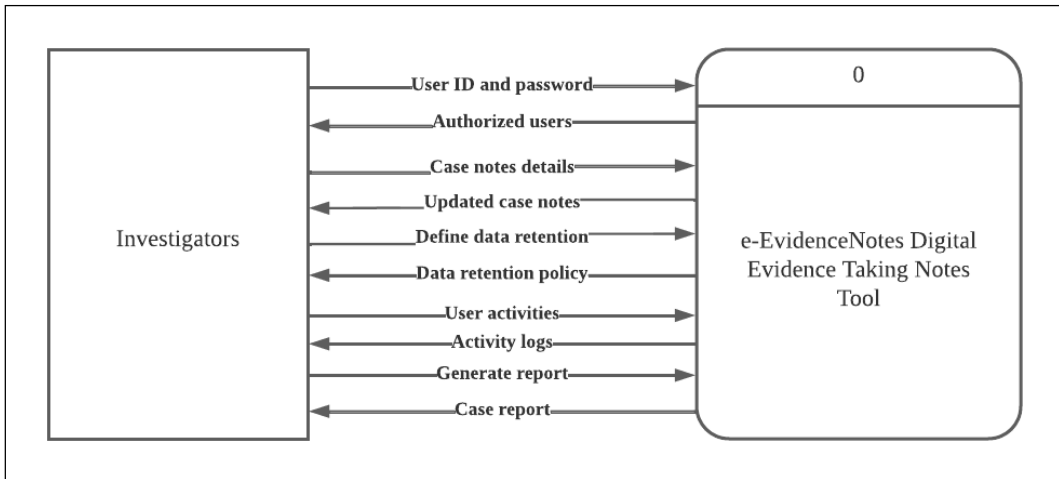 0
User ID and password
Authorized users
Case notes details
Updated case notes
Investigators
Define data retention
e-EvidenceNotes Digital
Evidence Taking Notes
Tool
Data retention policy
User activities
Activity logs
Generate report
Case report